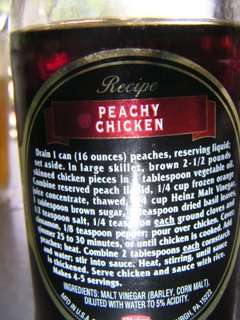 Recipe
PEACHY
CHICKEN
Drain 1 can (16 ounces) peaches, reserving liquid;
set aside. In large skillet, brown 2-1/2 pounds
skinned chicken pieces in 2 tablespoons vegetable oil.
Combine reserved peach liquid, 1/4 cup frozen orange
concentrate, thawed, 1/4 cup Heinz Malt Vinegar,
tablespoon brown sugar, teaspoon dried basil leaves,
1/2 teaspoon salt, 1/4 teaspoon each ground cloves and
cinnamon, 1/8 teaspoon pepper; pour over chicken. Cover;
simmer 25 to 30 minutes, or until chicken is cooked. Add
peaches; heat. Combine 2 tablespoons each cornstarch
and water; stir into sauce. Heat, stirring, until sauce
is thickened. Serve chicken and sauce with rice.
Makes 4-5 servings.
INGREDIENTS: MALT VINEGAR (BARLEY, CORN MALT),
DILUTED WITH WATER TO 5% ACIDITY.
MFD IN U.S.A. PA 15222